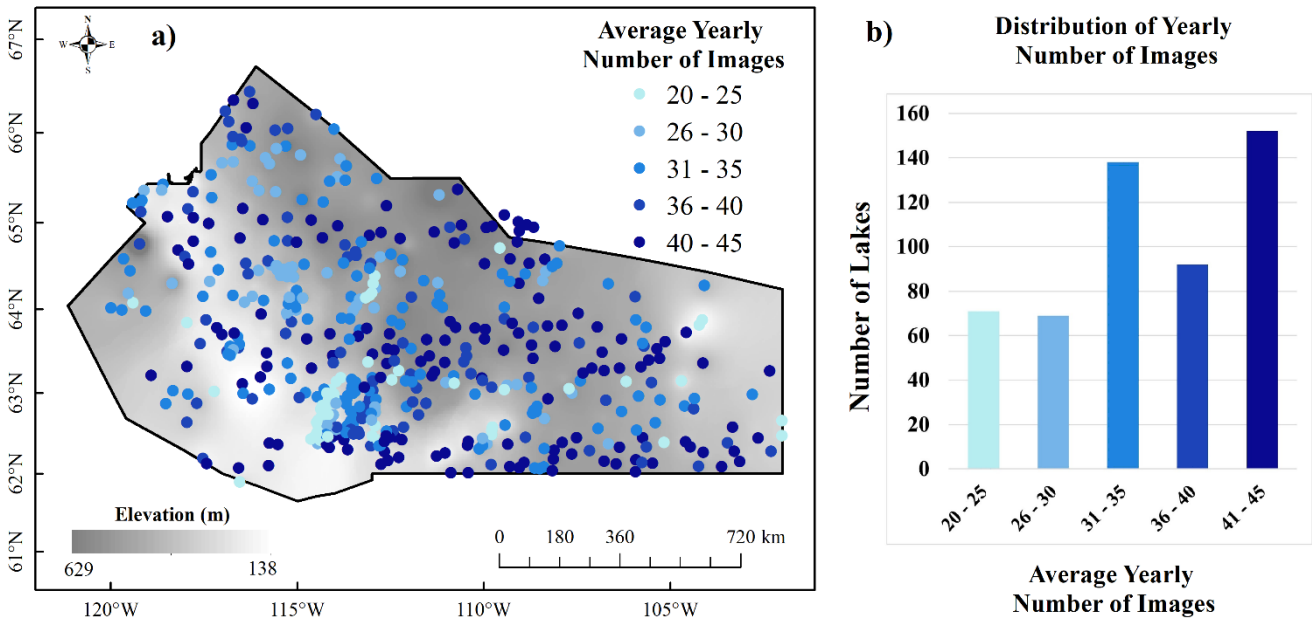 a)
N
W E
S
Average Yearly
Number of Images
20 - 25
26 - 30
31 - 35
36 - 40
40 - 45
67°N
66°N
65°N
64°N
63°N
62°N
61°N
Elevation (m)
629 138
0 180 360 720 km
120°W 115°W 110°W 105°W
b)
Distribution of Yearly
Number of Images
Number of Lakes
160
140
120
100
80
60
40
20
0
20 - 25
26 - 30
31 - 35
36 - 40
41 - 45
Average Yearly
Number of Images